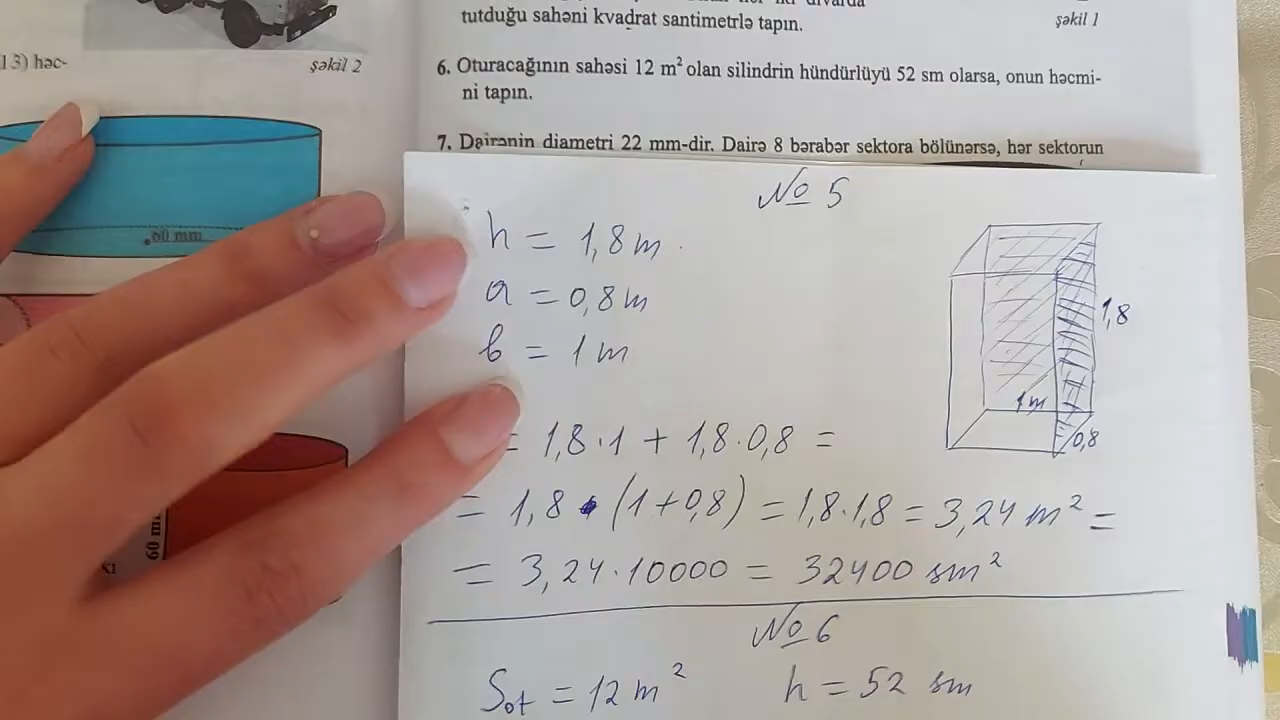 13) həc-
şəkil 2
60 mm
60 m
kı
tutduğu sahəni kvadrat santimetrlə tapın.
şəkil 1
6. Oturacağının sahəsi 12 m² olan silindrin hündürlüyü 52 sm olarsa, onun həcmi-
ni tapın.
7. Dairənin diametri 22 mm-dir. Dairə 8 bərabər sektora bölünərsə, hər sektorun
№ 5
h = 1,8 m
a = 0,8 m
b = 1 m
= 1,8 · 1 + 1,8 · 0,8 =
= 1,8 · (1 + 0,8) = 1,8 · 1,8 = 3,24 m² =
= 3,24 · 10000 = 32400 sm²
1,8
1 m
0,8
№ 6
Sot = 12 m² h = 52 sm